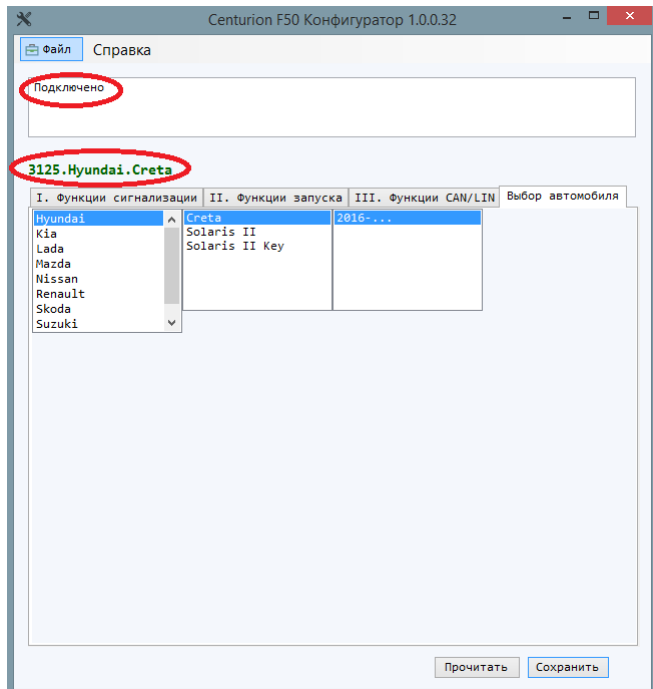 Centurion F50 Конфигуратор 1.0.0.32
Файл Справка
Подключено
3125.Hyundai.Creta
I. Функции сигнализации II. Функции запуска III. Функции CAN/LIN Выбор автомобиля
Hyundai Creta 2016-...
Kia Solaris II
Lada Solaris II Key
Mazda
Nissan
Renault
Skoda
Suzuki
Прочитать Сохранить